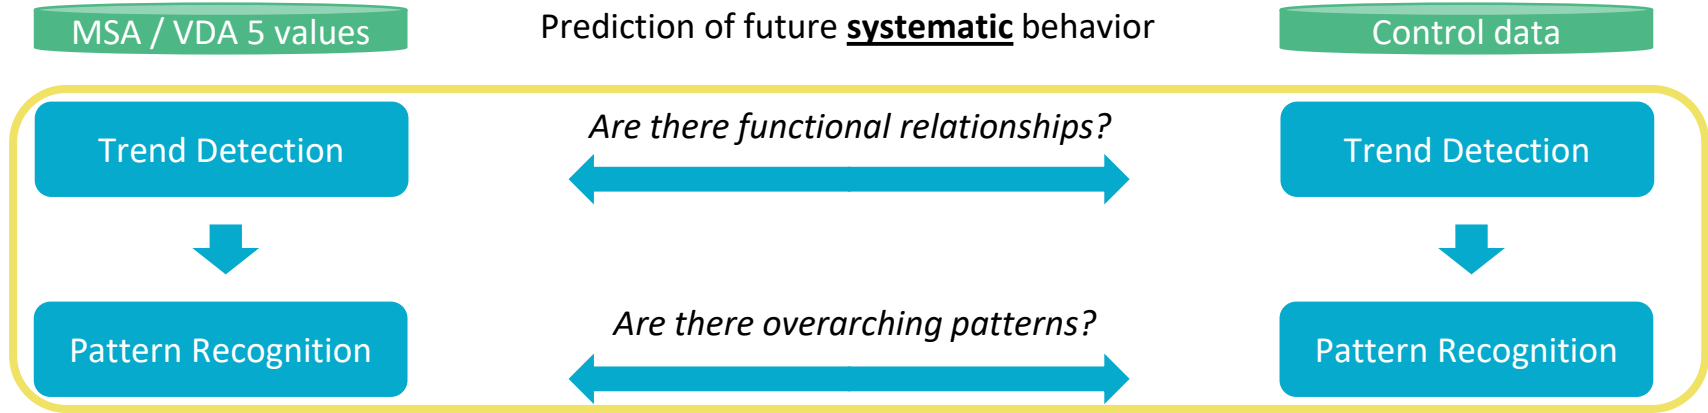 MSA / VDA 5 values
Prediction of future systematic behavior
Control data
Trend Detection
Are there functional relationships?
Trend Detection
Pattern Recognition
Are there overarching patterns?
Pattern Recognition